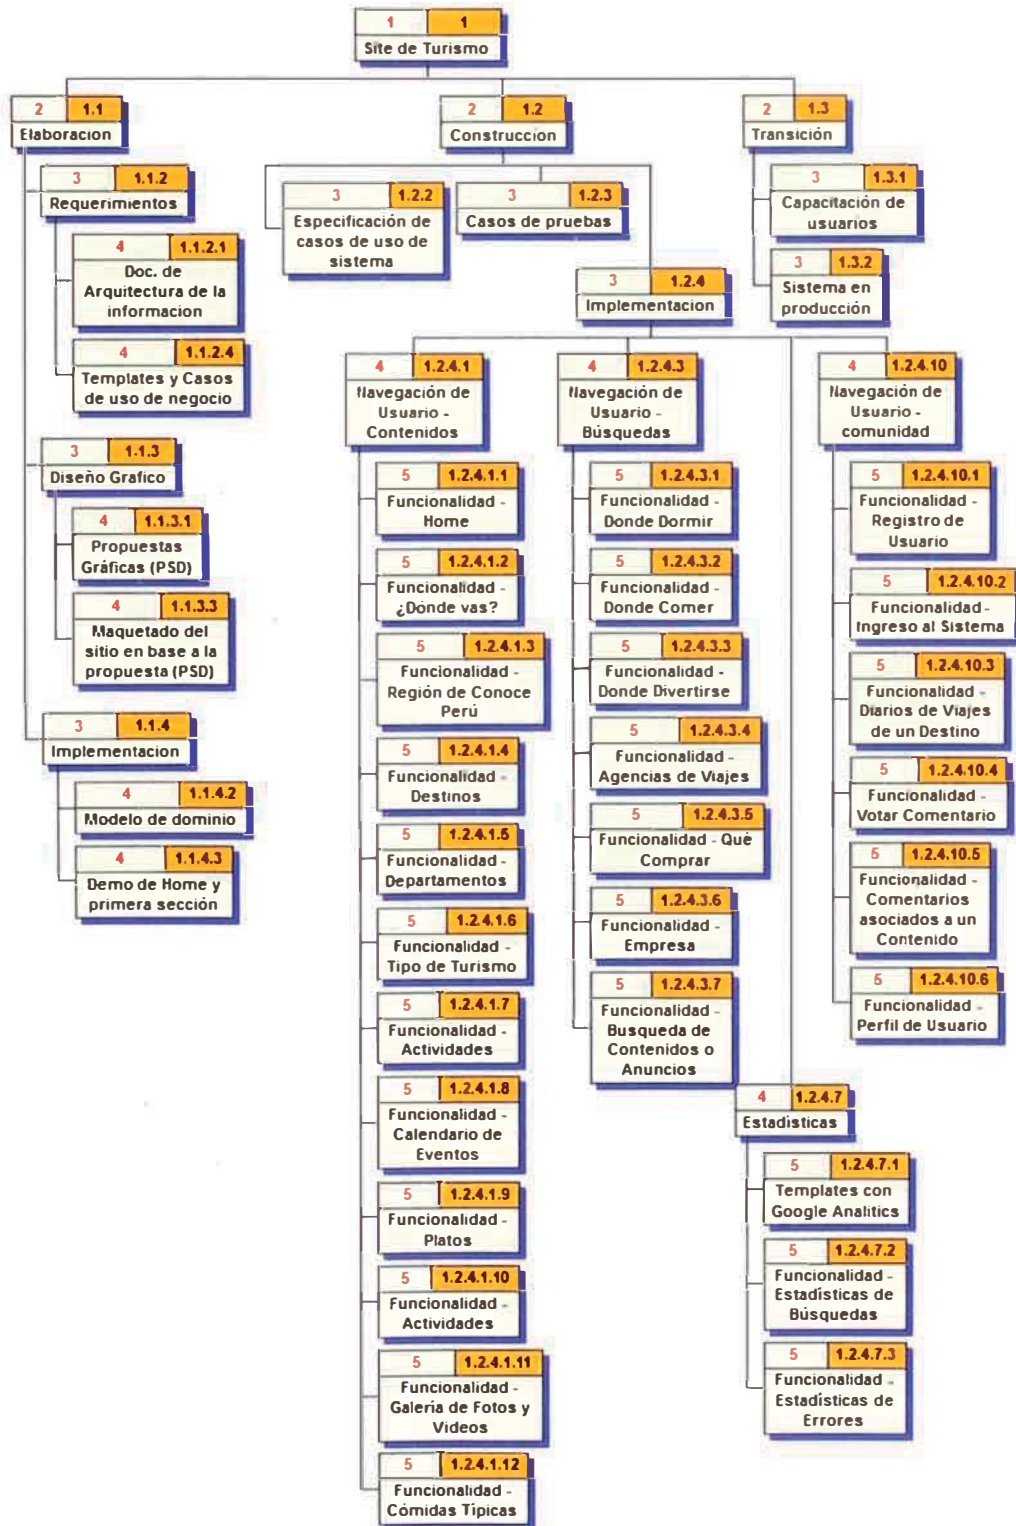 1 1
Site de Turismo
2 1.1
Elaboracion
3 1.1.2
Requerimientos
4 1.1.2.1
Doc. de
Arquitectura de la
informacion
4 1.1.2.4
Templates y Casos
de uso de negocio
3 1.1.3
Diseño Grafico
4 1.1.3.1
Propuestas
Gráficas (PSD)
4 1.1.3.3
Maquetado del
sitio en base a la
propuesta (PSD)
3 1.1.4
Implementacion
4 1.1.4.2
Modelo de dominio
4 1.1.4.3
Demo de Home y
primera sección
2 1.2
Construccion
3 1.2.2
Especificación de
casos de uso de
sistema
3 1.2.3
Casos de pruebas
3 1.2.4
Implementacion
4 1.2.4.1
Navegación de
Usuario -
Contenidos
5 1.2.4.1.1
Funcionalidad -
Home
5 1.2.4.1.2
Funcionalidad -
¿Dónde vas?
5 1.2.4.1.3
Funcionalidad -
Región de Conoce
Perú
5 1.2.4.1.4
Funcionalidad -
Destinos
5 1.2.4.1.5
Funcionalidad -
Departamentos
5 1.2.4.1.6
Funcionalidad -
Tipo de Turismo
5 1.2.4.1.7
Funcionalidad -
Actividades
5 1.2.4.1.8
Funcionalidad -
Calendario de
Eventos
5 1.2.4.1.9
Funcionalidad -
Platos
5 1.2.4.1.10
Funcionalidad -
Actividades
5 1.2.4.1.11
Funcionalidad -
Galería de Fotos y
Videos
5 1.2.4.1.12
Funcionalidad -
Cómidas Típicas
4 1.2.4.3
Navegación de
Usuario -
Búsquedas
5 1.2.4.3.1
Funcionalidad -
Donde Dormir
5 1.2.4.3.2
Funcionalidad -
Donde Comer
5 1.2.4.3.3
Funcionalidad -
Donde Divertirse
5 1.2.4.3.4
Funcionalidad -
Agencias de Viajes
5 1.2.4.3.5
Funcionalidad - Qué
Comprar
5 1.2.4.3.6
Funcionalidad -
Empresa
5 1.2.4.3.7
Funcionalidad -
Busqueda de
Contenidos o
Anuncios
4 1.2.4.7
Estadísticas
5 1.2.4.7.1
Templates con
Google Analitics
5 1.2.4.7.2
Funcionalidad -
Estadísticas de
Búsquedas
5 1.2.4.7.3
Funcionalidad -
Estadísticas de
Errores
4 1.2.4.10
Navegación de
Usuario -
comunidad
5 1.2.4.10.1
Funcionalidad -
Registro de
Usuario
5 1.2.4.10.2
Funcionalidad -
Ingreso al Sistema
5 1.2.4.10.3
Funcionalidad -
Diarios de Viajes
de un Destino
5 1.2.4.10.4
Funcionalidad -
Votar Comentario
5 1.2.4.10.5
Funcionalidad -
Comentarios
asociados a un
Contenido
5 1.2.4.10.6
Funcionalidad -
Perfil de Usuario
2 1.3
Transición
3 1.3.1
Capacitación de
usuarios
3 1.3.2
Sistema en
producción